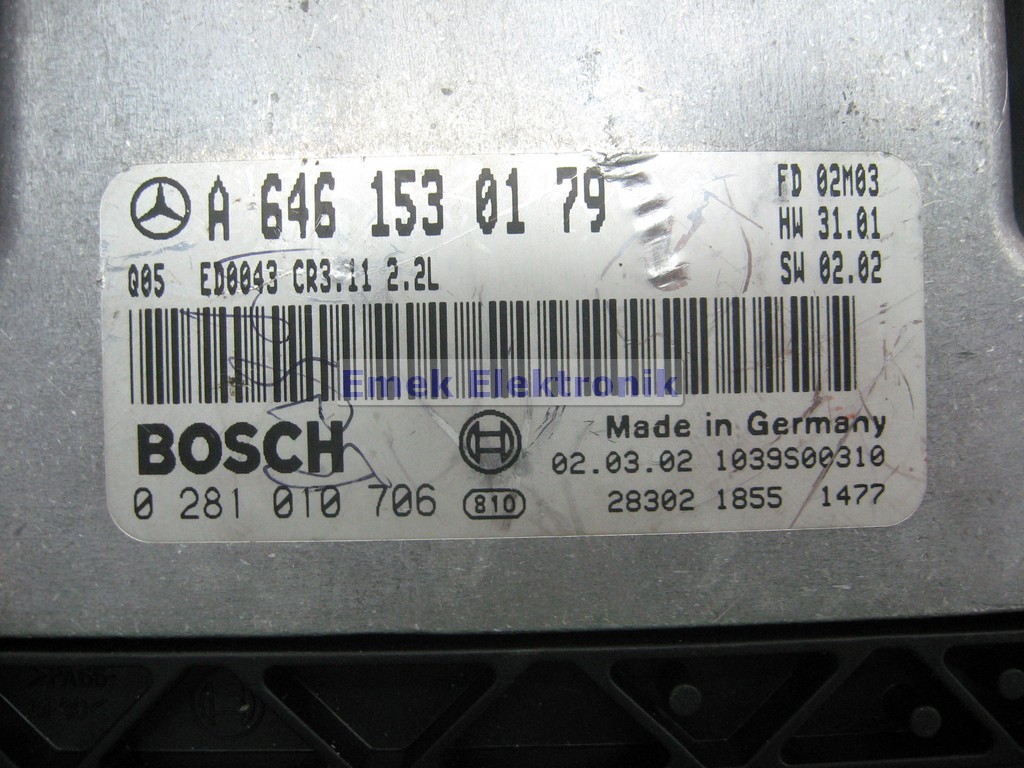 A 646 153 01 79
FD 02M03
HW 31.01
SW 02.02
Q05 ED0043 CR3.11 2.2L
Emek Elektronik
BOSCH
Made in Germany
02.03.02 1039S00310
0 281 010 706 810
28302 1855 1477
>PA66-